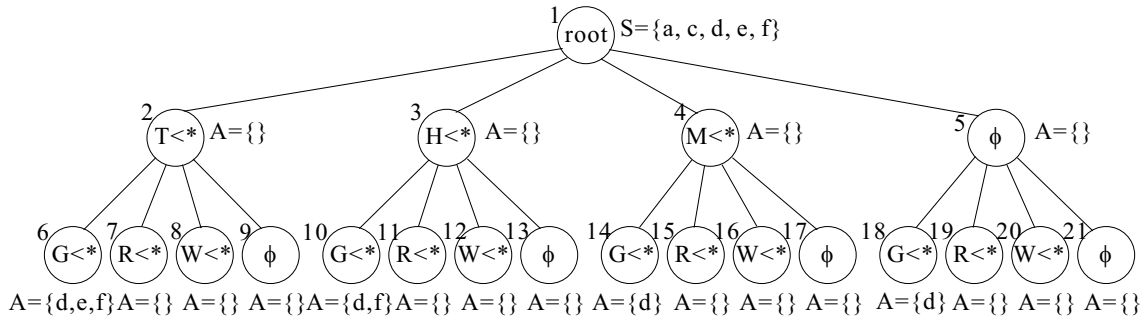 1 root S={a, c, d, e, f}
2 T<* A={} 3 H<* A={} 4 M<* A={} 5 ϕ A={}
6 G<* 7 R<* 8 W<* 9 ϕ 10 G<* 11 R<* 12 W<* 13 ϕ 14 G<* 15 R<* 16 W<* 17 ϕ 18 G<* 19 R<* 20 W<* 21 ϕ
A={d,e,f} A={} A={} A={} A={d,f} A={} A={} A={} A={d} A={} A={} A={} A={d} A={} A={} A={}